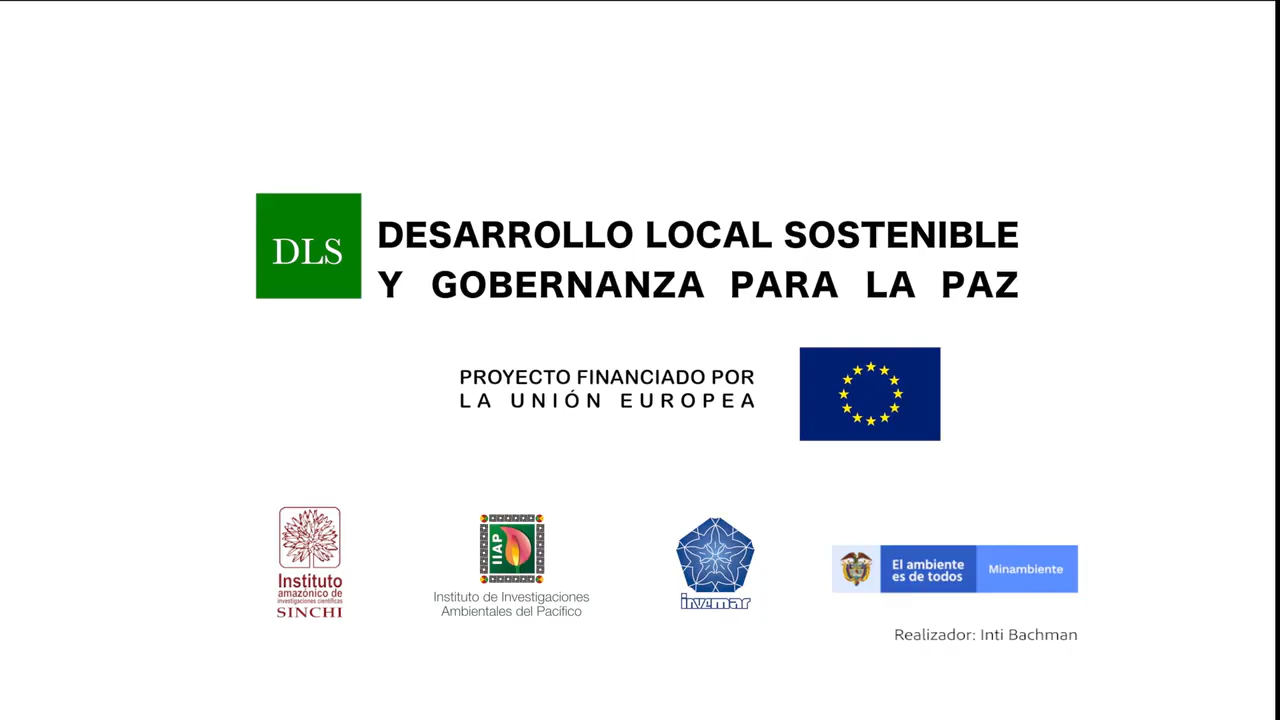 DLS
DESARROLLO LOCAL SOSTENIBLE
Y GOBERNANZA PARA LA PAZ
PROYECTO FINANCIADO POR
LA UNIÓN EUROPEA
Instituto
amazónico de
investigaciones científicas
SINCHI
IIAP
Instituto de Investigaciones
Ambientales del Pacífico
invemar
El ambiente
es de todos
Minambiente
Realizador: Inti Bachman